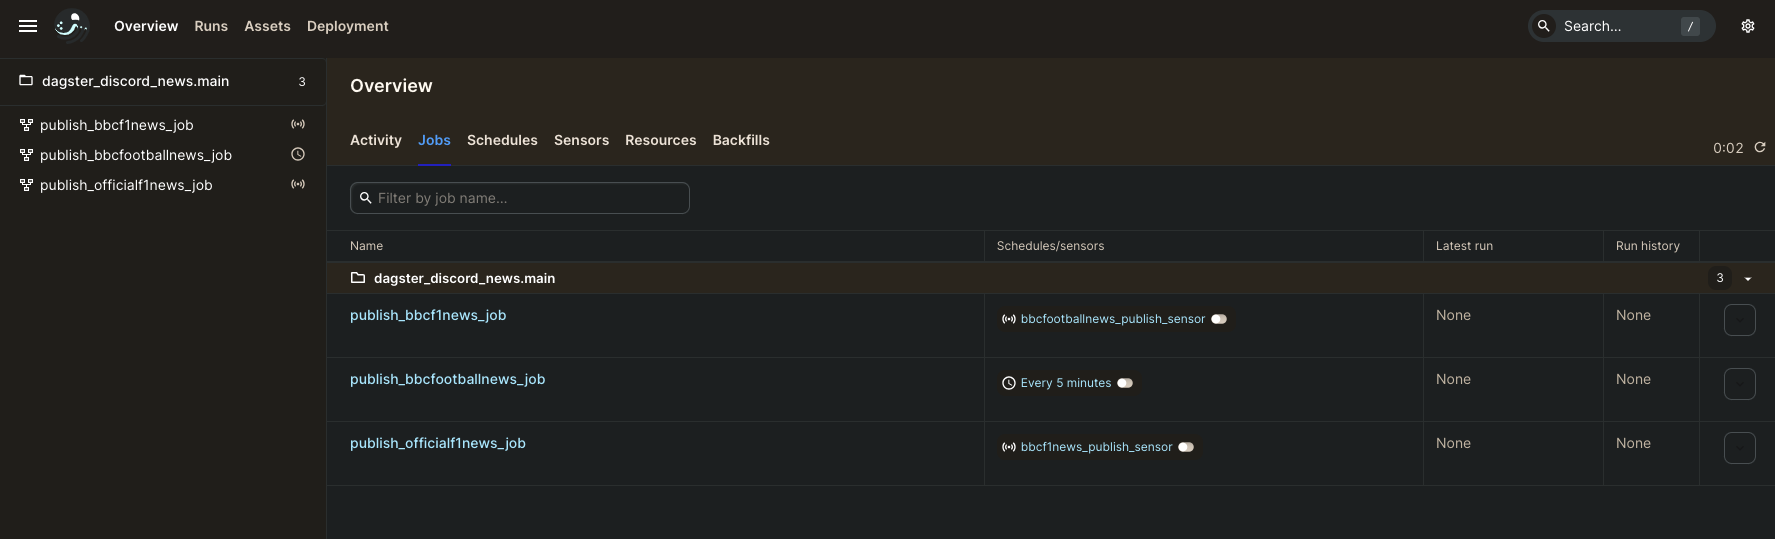 Overview Runs Assets Deployment Search... /
dagster_discord_news.main 3
publish_bbcf1news_job
publish_bbcfootballnews_job
publish_officialf1news_job
Overview
Activity Jobs Schedules Sensors Resources Backfills
0:02
Filter by job name...
Name Schedules/sensors Latest run Run history
dagster_discord_news.main 3
publish_bbcf1news_job bbcfootballnews_publish_sensor None None
publish_bbcfootballnews_job Every 5 minutes None None
publish_officialf1news_job bbcf1news_publish_sensor None None